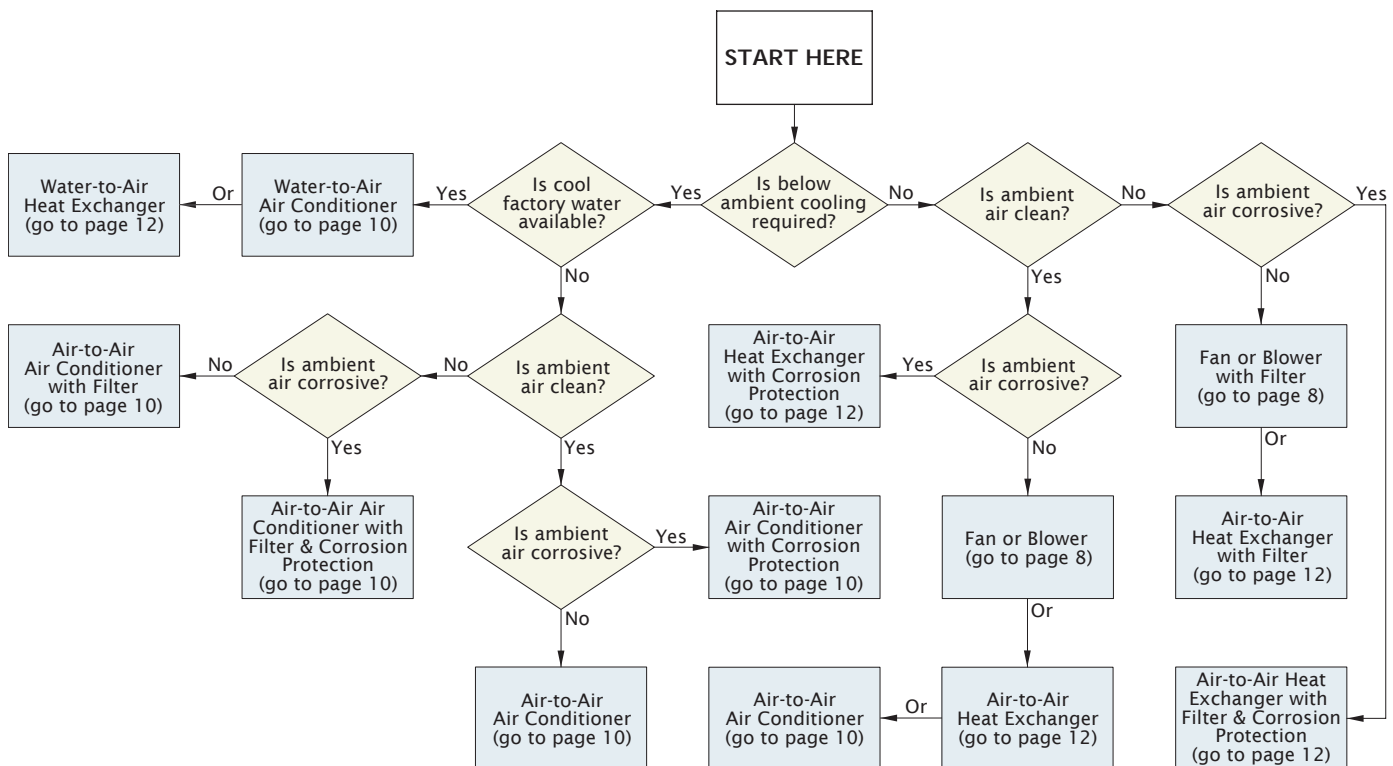 START HERE
Water-to-Air
Heat Exchanger
(go to page 12)
Or
Water-to-Air
Air Conditioner
(go to page 10)
Yes
Is cool
factory water
available?
Yes
Is below
ambient cooling
required?
No
Is ambient
air clean?
No
Is ambient
air corrosive?
Yes
No
Yes
No
Air-to-Air
Air Conditioner
with Filter
(go to page 10)
No
Is ambient
air corrosive?
No
Is ambient
air clean?
Air-to-Air
Heat Exchanger
with Corrosion
Protection
(go to page 12)
Yes
Is ambient
air corrosive?
Fan or Blower
with Filter
(go to page 8)
Yes
Yes
No
Or
Air-to-Air Air
Conditioner with
Filter & Corrosion
Protection
(go to page 10)
Is ambient
air corrosive?
Yes
Air-to-Air
Air Conditioner
with Corrosion
Protection
(go to page 10)
Fan or Blower
(go to page 8)
Air-to-Air
Heat Exchanger
with Filter
(go to page 12)
No
Or
Air-to-Air
Air Conditioner
(go to page 10)
Air-to-Air
Air Conditioner
(go to page 10)
Or
Air-to-Air
Heat Exchanger
(go to page 12)
Air-to-Air Heat
Exchanger with
Filter & Corrosion
Protection
(go to page 12)